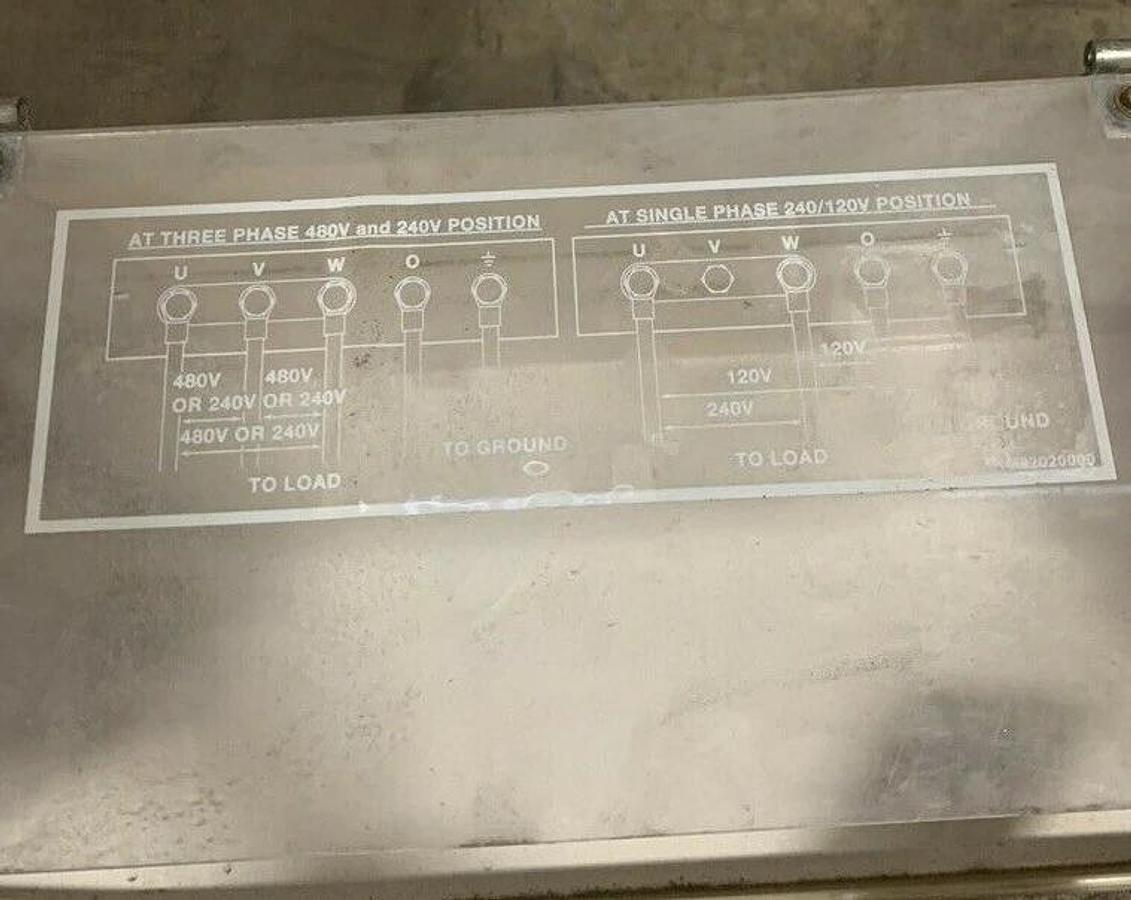 AT THREE PHASE 480V and 240V POSITION
U V W O
480V 480V
OR 240V OR 240V
480V OR 240V
TO GROUND
TO LOAD
AT SINGLE PHASE 240/120V POSITION
U V W O
120V
120V
240V
TO LOAD